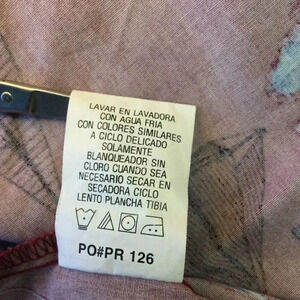 LAVAR EN LAVADORA
CON AGUA FRIA
CON COLORES SIMILARES
A CICLO DELICADO
SOLAMENTE
BLANQUEADOR SIN
CLORO CUANDO SEA
NECESARIO SECAR EN
SECADORA CICLO
LENTO PLANCHA TIBIA
PO#PR 126